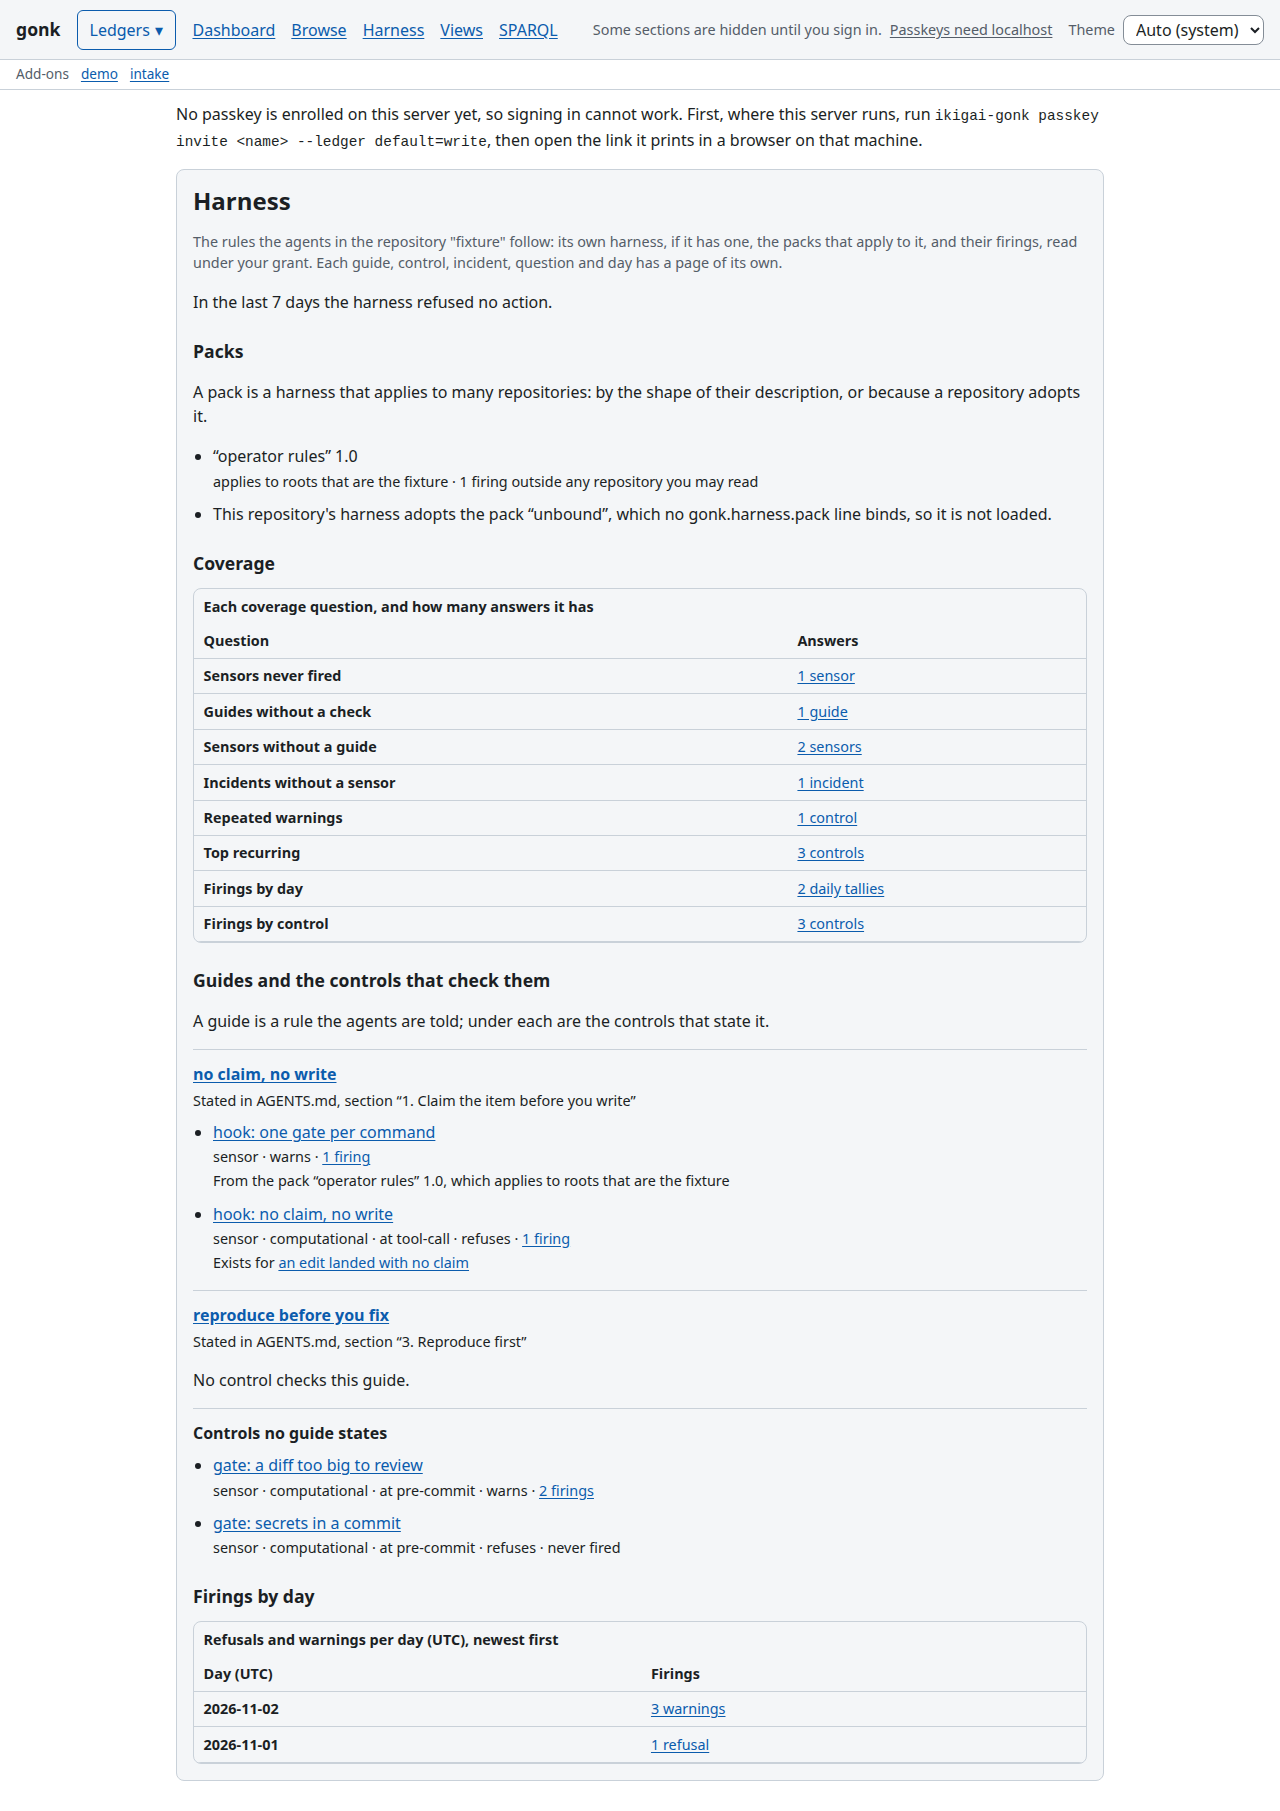 gonk
Ledgers ▾
Dashboard
Browse
Harness
Views
SPARQL
Some sections are hidden until you sign in.
Passkeys need localhost
Theme
Auto (system)
Add-ons
demo
intake
No passkey is enrolled on this server yet, so signing in cannot work. First, where this server runs, run ikigai-gonk passkey
invite <name> --ledger default=write, then open the link it prints in a browser on that machine.
Harness
The rules the agents in the repository "fixture" follow: its own harness, if it has one, the packs that apply to it, and their firings, read
under your grant. Each guide, control, incident, question and day has a page of its own.
In the last 7 days the harness refused no action.
Packs
A pack is a harness that applies to many repositories: by the shape of their description, or because a repository adopts
it.
• “operator rules” 1.0
applies to roots that are the fixture · 1 firing outside any repository you may read
• This repository's harness adopts the pack “unbound”, which no gonk.harness.pack line binds, so it is not loaded.
Coverage
Each coverage question, and how many answers it has
Question Answers
Sensors never fired 1 sensor
Guides without a check 1 guide
Sensors without a guide 2 sensors
Incidents without a sensor 1 incident
Repeated warnings 1 control
Top recurring 3 controls
Firings by day 2 daily tallies
Firings by control 3 controls
Guides and the controls that check them
A guide is a rule the agents are told; under each are the controls that state it.
no claim, no write
Stated in AGENTS.md, section “1. Claim the item before you write”
• hook: one gate per command
sensor · warns · 1 firing
From the pack “operator rules” 1.0, which applies to roots that are the fixture
• hook: no claim, no write
sensor · computational · at tool-call · refuses · 1 firing
Exists for an edit landed with no claim
reproduce before you fix
Stated in AGENTS.md, section “3. Reproduce first”
No control checks this guide.
Controls no guide states
• gate: a diff too big to review
sensor · computational · at pre-commit · warns · 2 firings
• gate: secrets in a commit
sensor · computational · at pre-commit · refuses · never fired
Firings by day
Refusals and warnings per day (UTC), newest first
Day (UTC) Firings
2026-11-02 3 warnings
2026-11-01 1 refusal